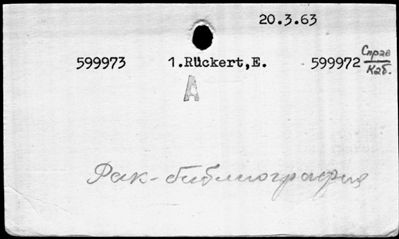 20.3.63
599973 1.Rückert,E. 599972 Справ Каб.
A
Рак-библиография